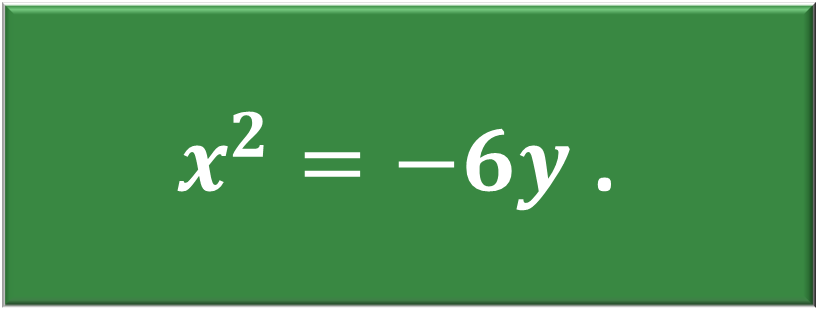 x² = −6y .